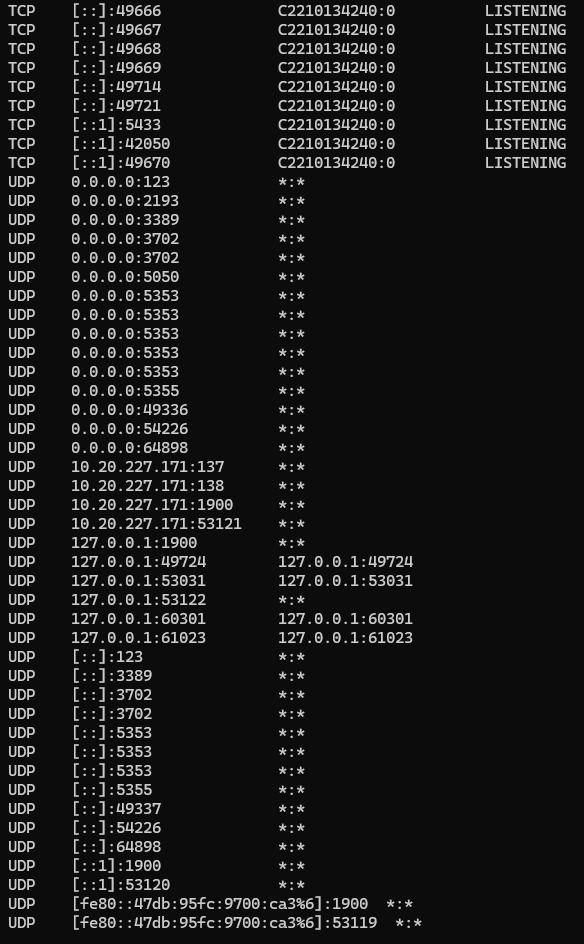 TCP [::]:49666 C2210134240:0 LISTENING
TCP [::]:49667 C2210134240:0 LISTENING
TCP [::]:49668 C2210134240:0 LISTENING
TCP [::]:49669 C2210134240:0 LISTENING
TCP [::]:49714 C2210134240:0 LISTENING
TCP [::]:49721 C2210134240:0 LISTENING
TCP [::1]:5433 C2210134240:0 LISTENING
TCP [::1]:42050 C2210134240:0 LISTENING
TCP [::1]:49670 C2210134240:0 LISTENING
UDP 0.0.0.0:123 *:*
UDP 0.0.0.0:2193 *:*
UDP 0.0.0.0:3389 *:*
UDP 0.0.0.0:3702 *:*
UDP 0.0.0.0:3702 *:*
UDP 0.0.0.0:5050 *:*
UDP 0.0.0.0:5353 *:*
UDP 0.0.0.0:5353 *:*
UDP 0.0.0.0:5353 *:*
UDP 0.0.0.0:5353 *:*
UDP 0.0.0.0:5353 *:*
UDP 0.0.0.0:5355 *:*
UDP 0.0.0.0:49336 *:*
UDP 0.0.0.0:54226 *:*
UDP 0.0.0.0:64898 *:*
UDP 10.20.227.171:137 *:*
UDP 10.20.227.171:138 *:*
UDP 10.20.227.171:1900 *:*
UDP 10.20.227.171:53121 *:*
UDP 127.0.0.1:1900 *:*
UDP 127.0.0.1:49724 127.0.0.1:49724
UDP 127.0.0.1:53031 127.0.0.1:53031
UDP 127.0.0.1:53122 *:*
UDP 127.0.0.1:60301 127.0.0.1:60301
UDP 127.0.0.1:61023 127.0.0.1:61023
UDP [::]:123 *:*
UDP [::]:3389 *:*
UDP [::]:3702 *:*
UDP [::]:3702 *:*
UDP [::]:5353 *:*
UDP [::]:5353 *:*
UDP [::]:5353 *:*
UDP [::]:5355 *:*
UDP [::]:49337 *:*
UDP [::]:54226 *:*
UDP [::]:64898 *:*
UDP [::1]:1900 *:*
UDP [::1]:53120 *:*
UDP [fe80::47db:95fc:9700:ca3%6]:1900 *:*
UDP [fe80::47db:95fc:9700:ca3%6]:53119 *:*